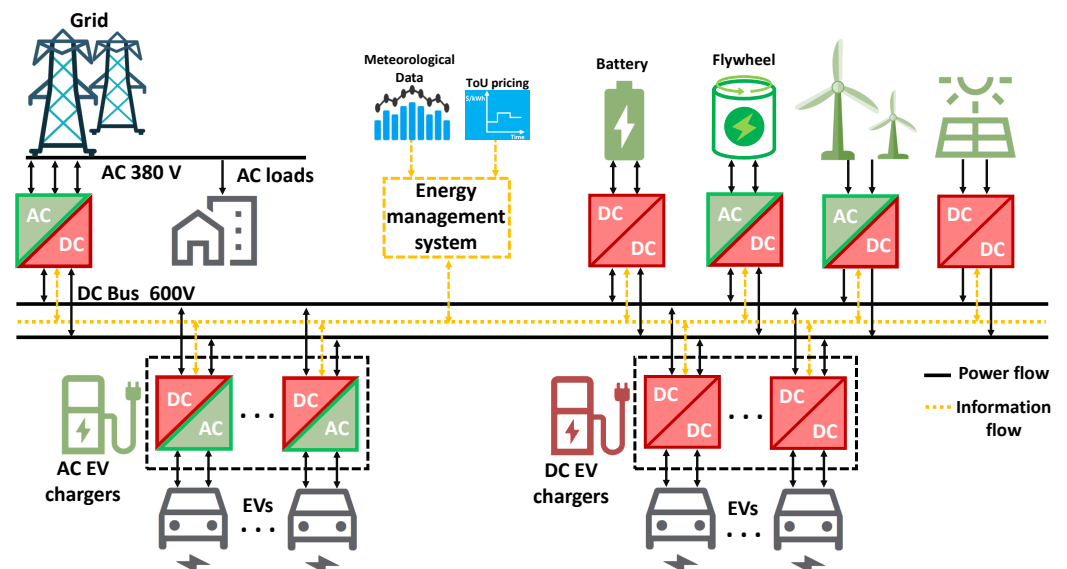 Grid
Meteorological
Data
ToU pricing
$/kWh
Time
Battery
Flywheel
AC 380 V
AC loads
Energy
management
system
AC
DC
DC
DC
AC
DC
AC
DC
DC
DC
DC Bus 600V
DC
AC
. . .
DC
AC
DC
DC
. . .
DC
DC
Power flow
Information
flow
AC EV
chargers
EVs
. . .
DC EV
chargers
EVs
. . .